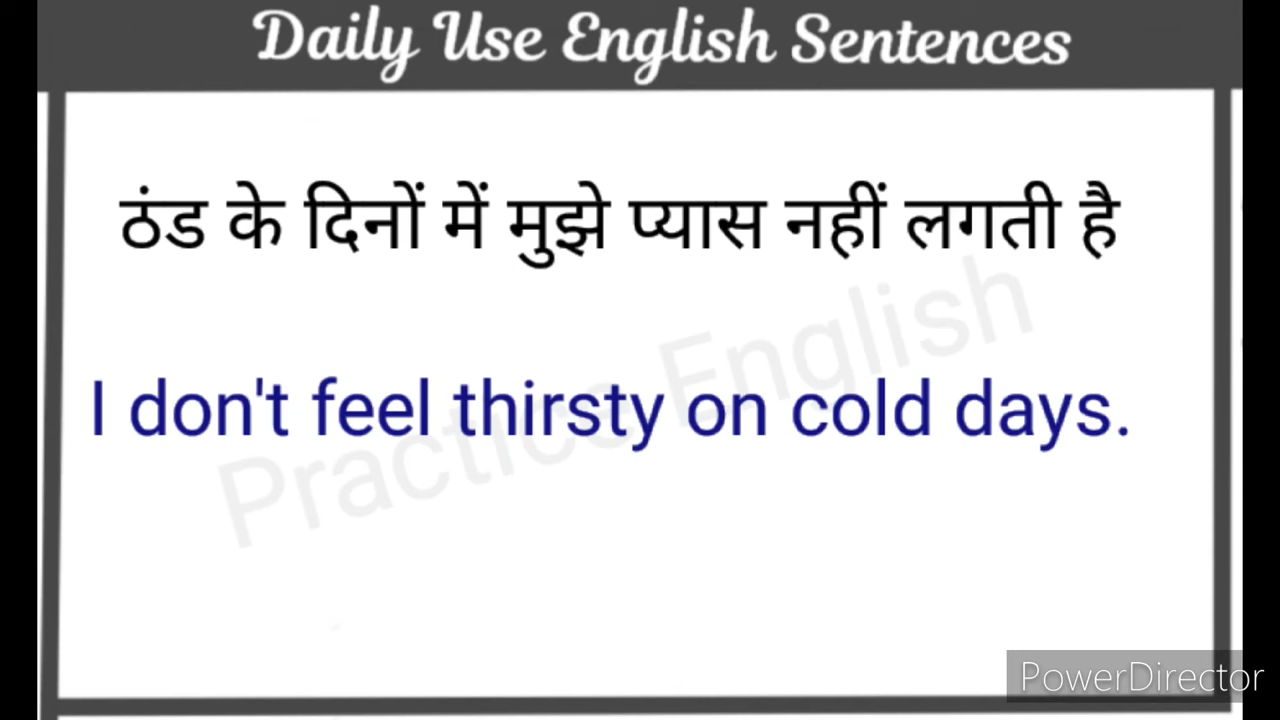 Daily Use English Sentences
ठंड के दिनों में मुझे प्यास नहीं लगती है
I don't feel thirsty on cold days.
Practice English
PowerDirector